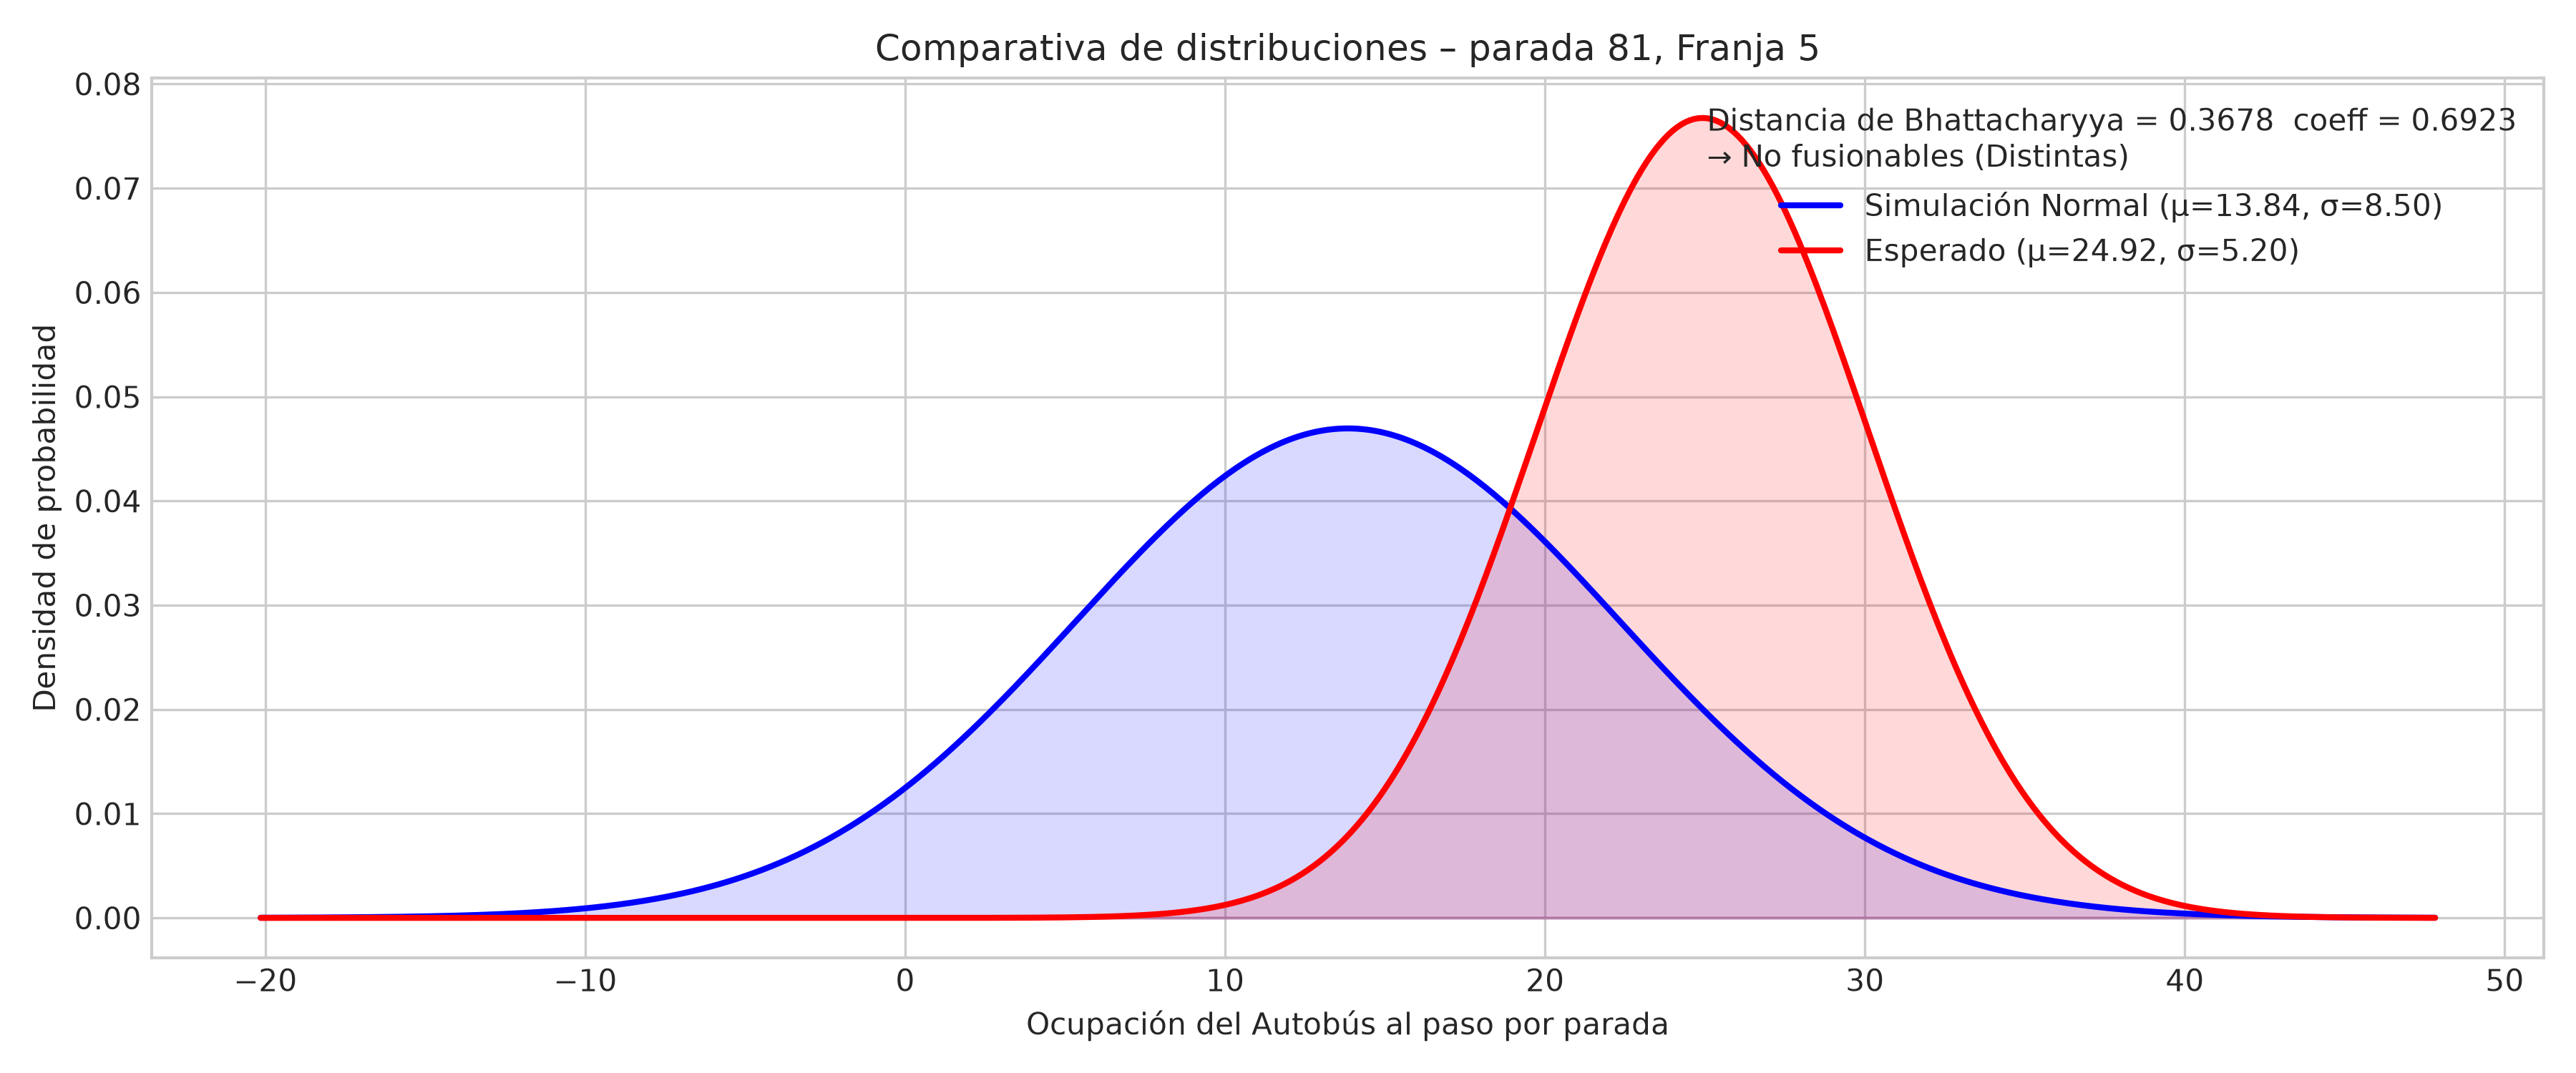 Comparativa de distribuciones – parada 81, Franja 5
Densidad de probabilidad
0.08
0.07
0.06
0.05
0.04
0.03
0.02
0.01
0.00
Distancia de Bhattacharyya = 0.3678  coeff = 0.6923
→ No fusionables (Distintas)
Simulación Normal (μ=13.84, σ=8.50)
Esperado (μ=24.92, σ=5.20)
−20 −10 0 10 20 30 40 50
Ocupación del Autobús al paso por parada